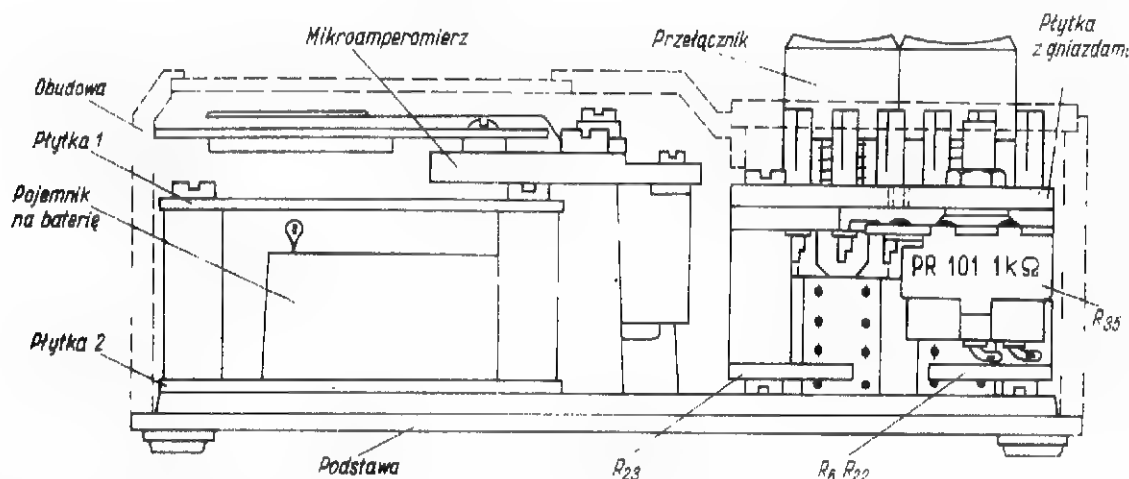 Mikroamperomierz
Przełącznik
Płytka
z gniazdami
Obudowa
Płytka 1
Pojemnik
na baterię
PR 101 1kΩ
R35
Płytka 2
Podstawa
R23
R6 R22